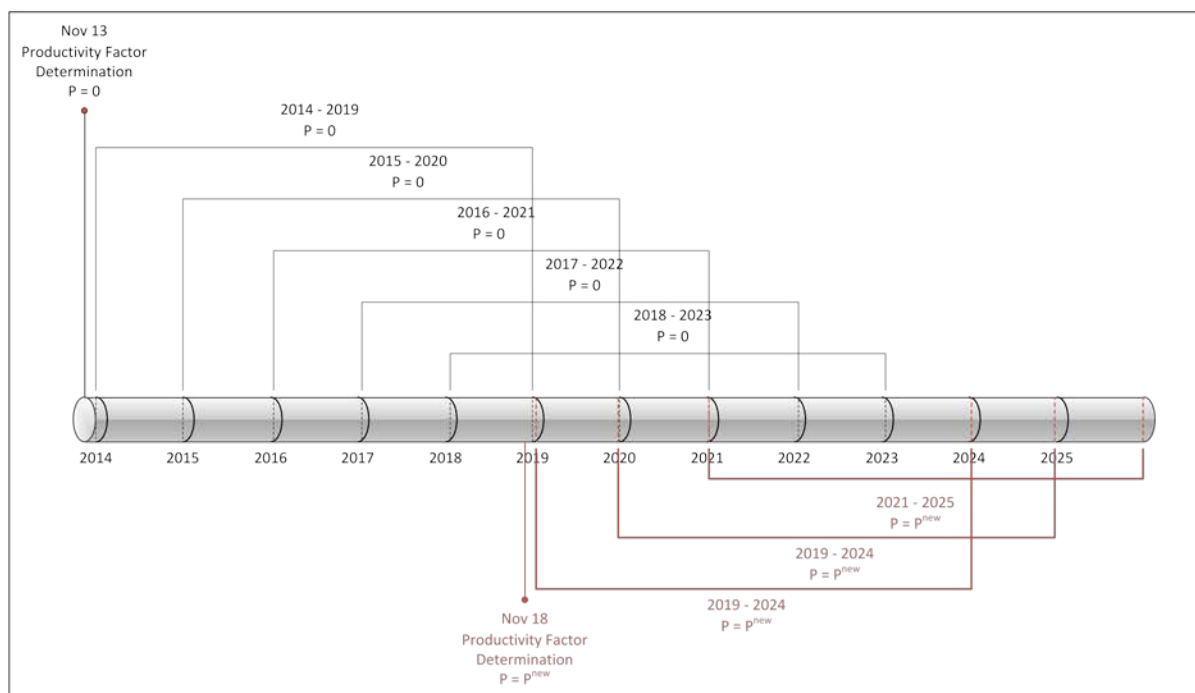 Nov 13
Productivity Factor
Determination
P = 0
2014 - 2019
P = 0
2015 - 2020
P = 0
2016 - 2021
P = 0
2017 - 2022
P = 0
2018 - 2023
P = 0
2014 2015 2016 2017 2018 2019 2020 2021 2022 2023 2024 2025
2021 - 2025
P = P^new
2019 - 2024
P = P^new
2019 - 2024
P = P^new
Nov 18
Productivity Factor
Determination
P = P^new